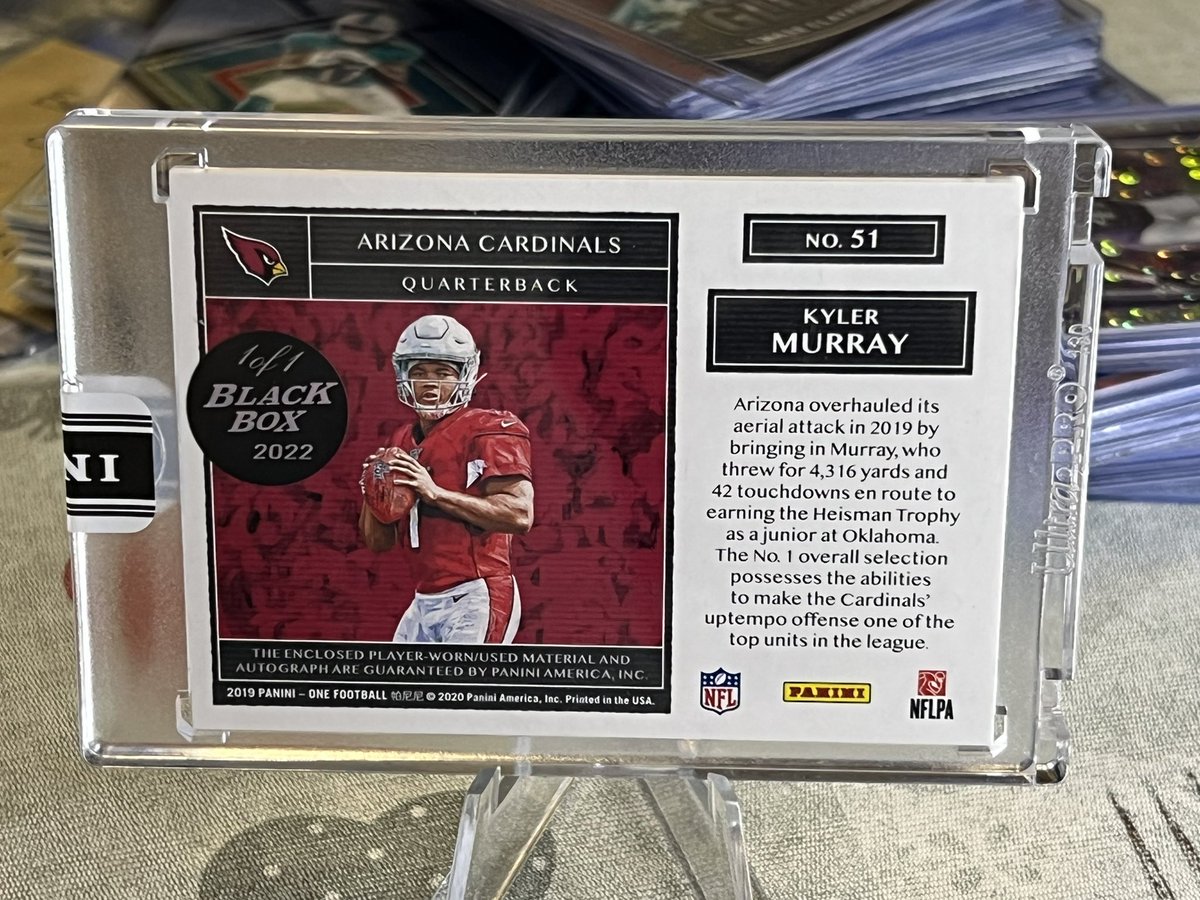 ARIZONA CARDINALS
QUARTERBACK
1of1
BLACK
BOX
2022
NI
1
THE ENCLOSED PLAYER-WORN/USED MATERIAL AND
AUTOGRAPH ARE GUARANTEED BY PANINI AMERICA, INC.
2019 PANINI – ONE FOOTBALL 帕尼尼 © 2020 Panini America, Inc. Printed in the USA.
NO. 51
KYLER
MURRAY
Arizona overhauled its
aerial attack in 2019 by
bringing in Murray, who
threw for 4,316 yards and
42 touchdowns en route to
earning the Heisman Trophy
as a junior at Oklahoma.
The No. 1 overall selection
possesses the abilities
to make the Cardinals'
uptempo offense one of the
top units in the league.
NFL
PANINI
NFLPA
Ultra PRO®